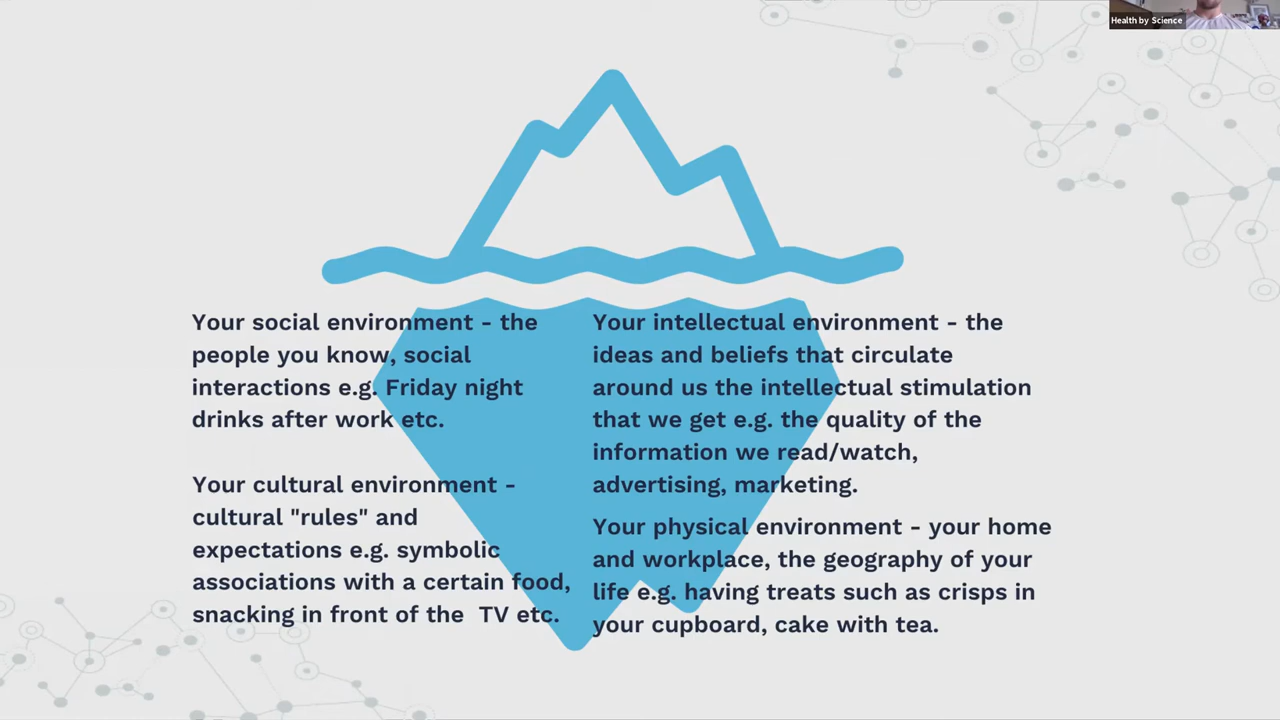 Health by Science
Your social environment - the
people you know, social
interactions e.g. Friday night
drinks after work etc.
Your cultural environment -
cultural "rules" and
expectations e.g. symbolic
associations with a certain food,
snacking in front of the  TV etc.
Your intellectual environment - the
ideas and beliefs that circulate
around us the intellectual stimulation
that we get e.g. the quality of the
information we read/watch,
advertising, marketing.
Your physical environment - your home
and workplace, the geography of your
life e.g. having treats such as crisps in
your cupboard, cake with tea.